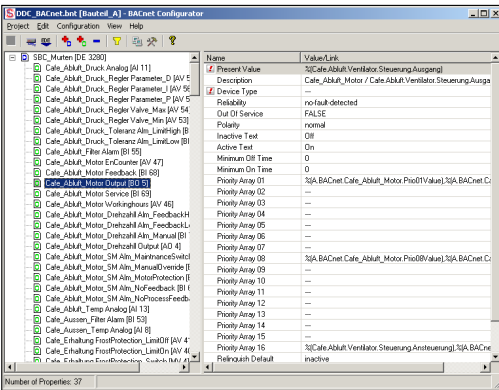 DDC_BACnet.bnt [Bauteil_A] - BACnet Configurator
Project Edit Configuration View Help
SBC_Murten [DE 3280]
Cafe_Abluft_Druck Analog [AI 11]
Cafe_Abluft_Druck_Regler Parameter_D [AV 5
Cafe_Abluft_Druck_Regler Parameter_I [AV 56
Cafe_Abluft_Druck_Regler Parameter_P [AV 5
Cafe_Abluft_Druck_Regler Valve_Max [AV 54
Cafe_Abluft_Druck_Regler Valve_Min [AV 53]
Cafe_Abluft_Druck_Toleranz Alm_LimitHigh [B
Cafe_Abluft_Druck_Toleranz Alm_LimitLow [BI
Cafe_Abluft_Filter Alarm [BI 55]
Cafe_Abluft_Motor EnCounter [AV 47]
Cafe_Abluft_Motor Feedback [BI 68]
Cafe_Abluft_Motor Output [BO 5]
Cafe_Abluft_Motor Service [BI 69]
Cafe_Abluft_Motor Workinghours [AV 46]
Cafe_Abluft_Motor_Drehzahl Alm_FeedbackH
Cafe_Abluft_Motor_Drehzahl Alm_FeedbackL
Cafe_Abluft_Motor_Drehzahl Alm_Manual [BI
Cafe_Abluft_Motor_Drehzahl Output [AO 4]
Cafe_Abluft_Motor_SM Alm_MaintnanceSwitcl
Cafe_Abluft_Motor_SM Alm_ManualOverride [E
Cafe_Abluft_Motor_SM Alm_MotorProtection [E
Cafe_Abluft_Motor_SM Alm_NoFeedback [BI 6
Cafe_Abluft_Motor_SM Alm_NoProcessFeedb
Cafe_Abluft_Temp Analog [AI 13]
Cafe_Aussen_Filter Alarm [BI 53]
Cafe_Aussen_Temp Analog [AI 8]
Cafe_Erhaltung FrostProtection_LimitOff [AV 4
Cafe_Erhaltung FrostProtection_LimitOn [AV 4
Cafe_Erhaltung FrostProtection_Switch [MV 4
Name Value/Link
Present Value %(Cafe.Abluft.Ventilator.Steuerung.Ausgang)
Description Cafe_Abluft_Motor / Cafe.Abluft.Ventilator.Steuerung.Ausga
Device Type ---
Reliability no-fault-detected
Out Of Service FALSE
Polarity normal
Inactive Text Off
Active Text On
Minimum Off Time 0
Minimum On Time 0
Priority Array 01 %(A.BACnet.Cafe_Abluft_Motor.Prio01Value),%(A.BACnet.Ca
Priority Array 02 ---
Priority Array 03 ---
Priority Array 04 ---
Priority Array 05 ---
Priority Array 06 ---
Priority Array 07 ---
Priority Array 08 %(A.BACnet.Cafe_Abluft_Motor.Prio08Value),%(A.BACnet.Ca
Priority Array 09 ---
Priority Array 10 ---
Priority Array 11 ---
Priority Array 12 ---
Priority Array 13 ---
Priority Array 14 ---
Priority Array 15 ---
Priority Array 16 %(Cafe.Abluft.Ventilator.Steuerung.Ansteuerung),%(A.BACne
Relinquish Default inactive
Number of Properties: 37